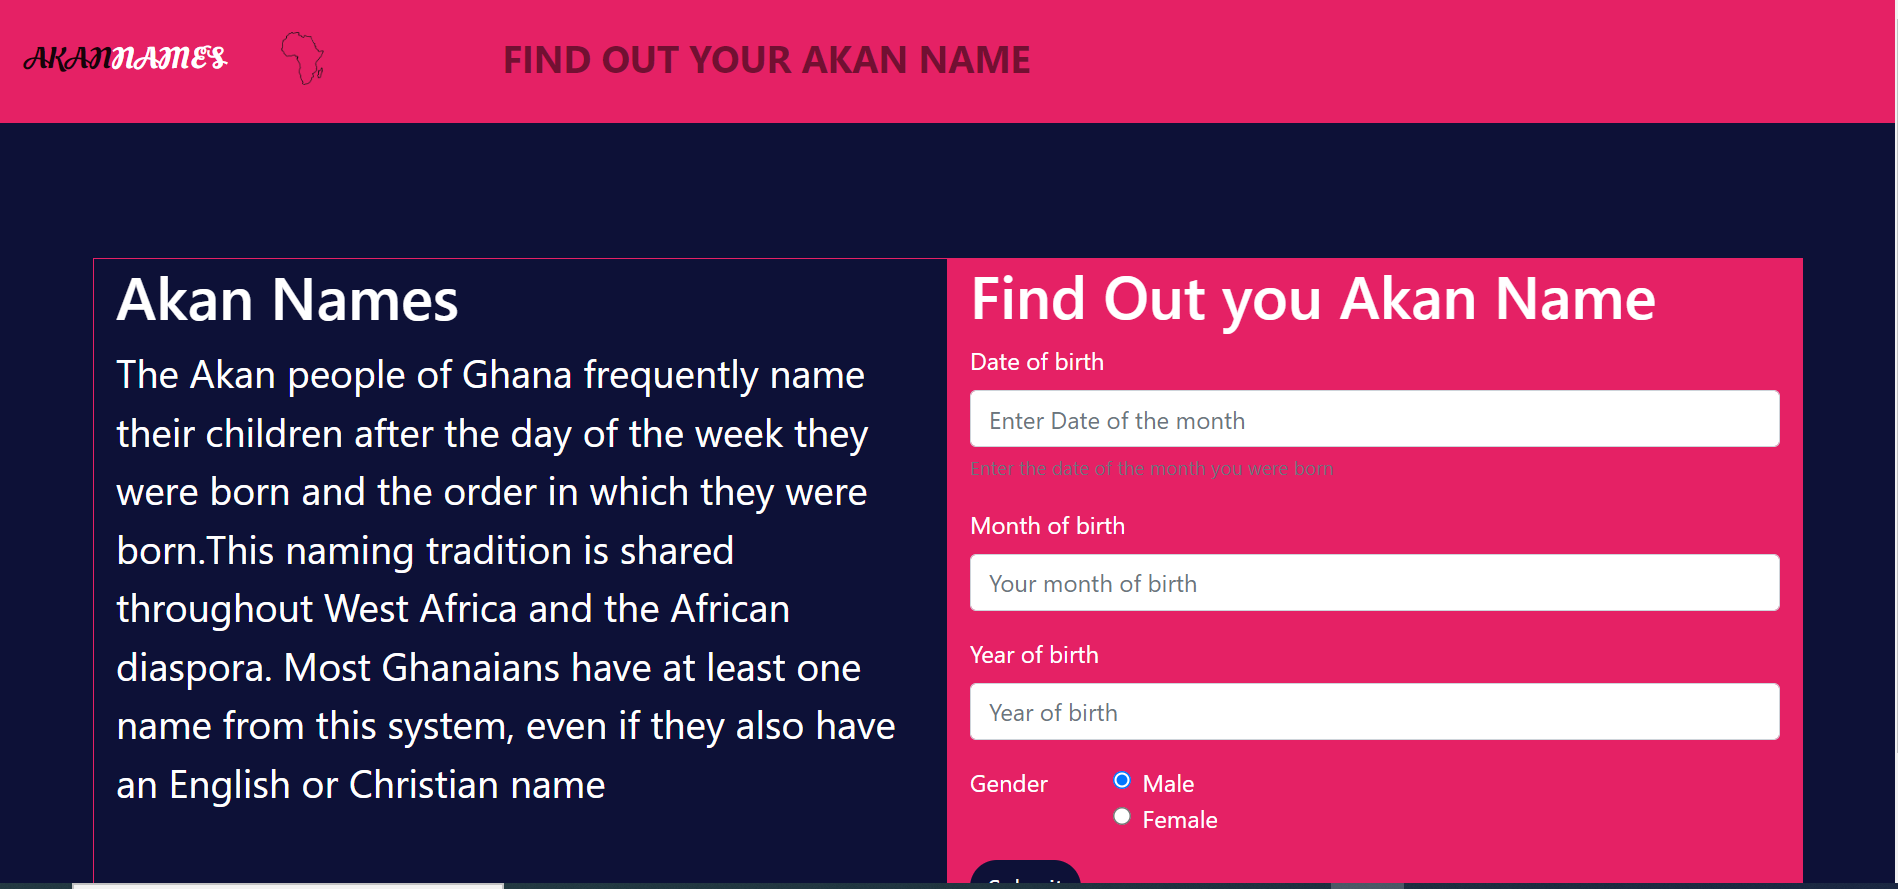 AKANNAMES
FIND OUT YOUR AKAN NAME
Akan Names
The Akan people of Ghana frequently name
their children after the day of the week they
were born and the order in which they were
born.This naming tradition is shared
throughout West Africa and the African
diaspora. Most Ghanaians have at least one
name from this system, even if they also have
an English or Christian name
Find Out you Akan Name
Date of birth
Enter Date of the month
Enter the date of the month you were born
Month of birth
Your month of birth
Year of birth
Year of birth
Gender
Male
Female
Submit